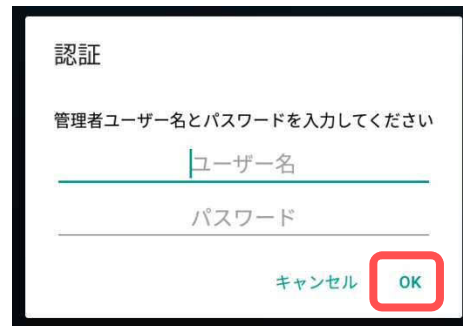 認証
管理者ユーザー名とパスワードを入力してください
ユーザー名
パスワード
キャンセル OK